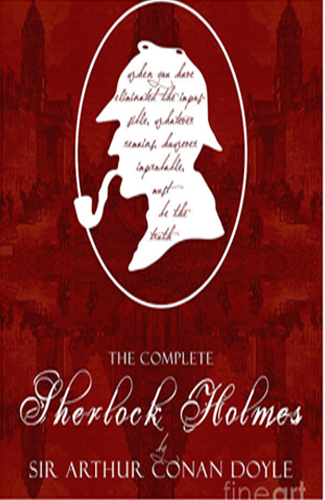 when you have
eliminated the impos-
sible, whatever
remains, however
improbable,
must
be the
truth
THE COMPLETE
Sherlock Holmes
by
SIR ARTHUR CONAN DOYLE
fineart